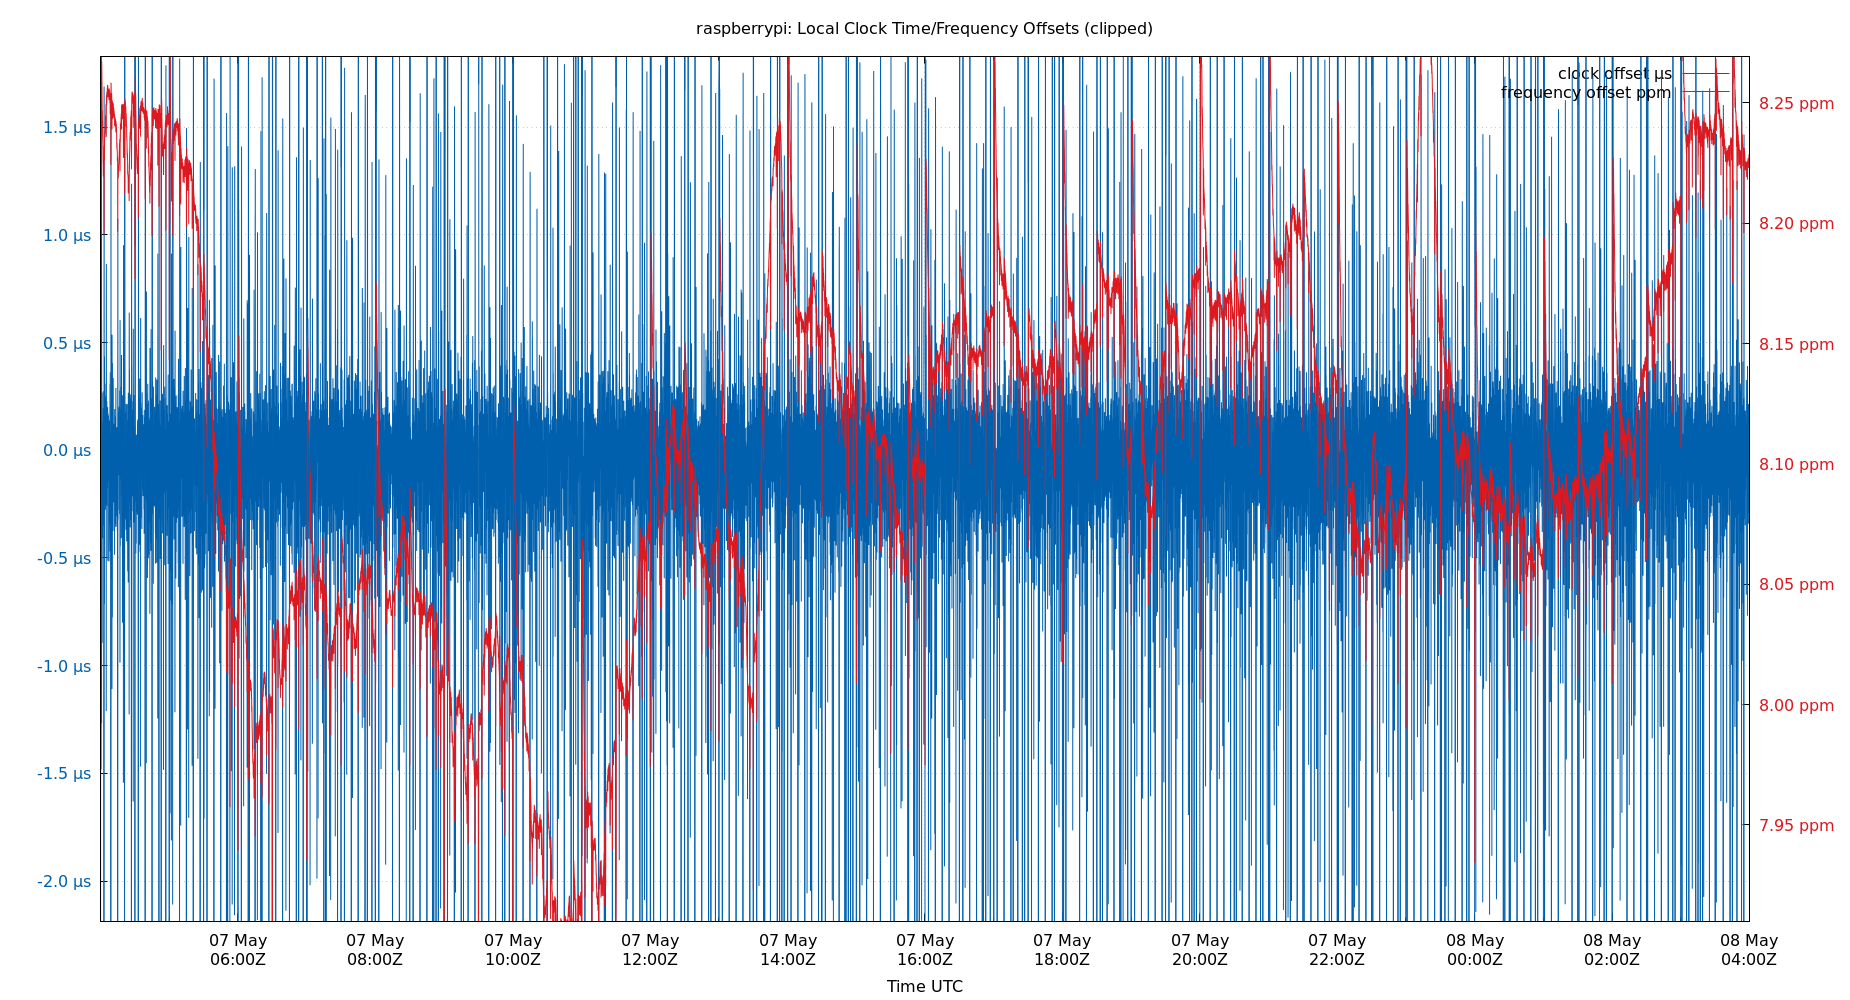 raspberrypi: Local Clock Time/Frequency Offsets (clipped)
clock offset µs
frequency offset ppm
1.5 µs
1.0 µs
0.5 µs
0.0 µs
-0.5 µs
-1.0 µs
-1.5 µs
-2.0 µs
8.25 ppm
8.20 ppm
8.15 ppm
8.10 ppm
8.05 ppm
8.00 ppm
7.95 ppm
07 May 07 May 07 May 07 May 07 May 07 May 07 May 07 May 07 May 08 May 08 May 08 May
06:00Z 08:00Z 10:00Z 12:00Z 14:00Z 16:00Z 18:00Z 20:00Z 22:00Z 00:00Z 02:00Z 04:00Z
Time UTC